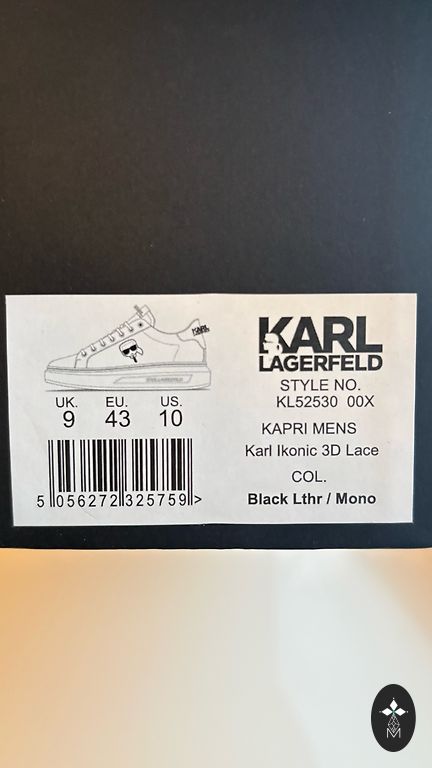 KARL
KARL
LAGERFELD
STYLE NO.
KL52530 00X
KAPRI MENS
Karl Ikonic 3D Lace
COL.
Black Lthr / Mono
UK. EU. US.
9 43 10
5 056272 325759 >
M